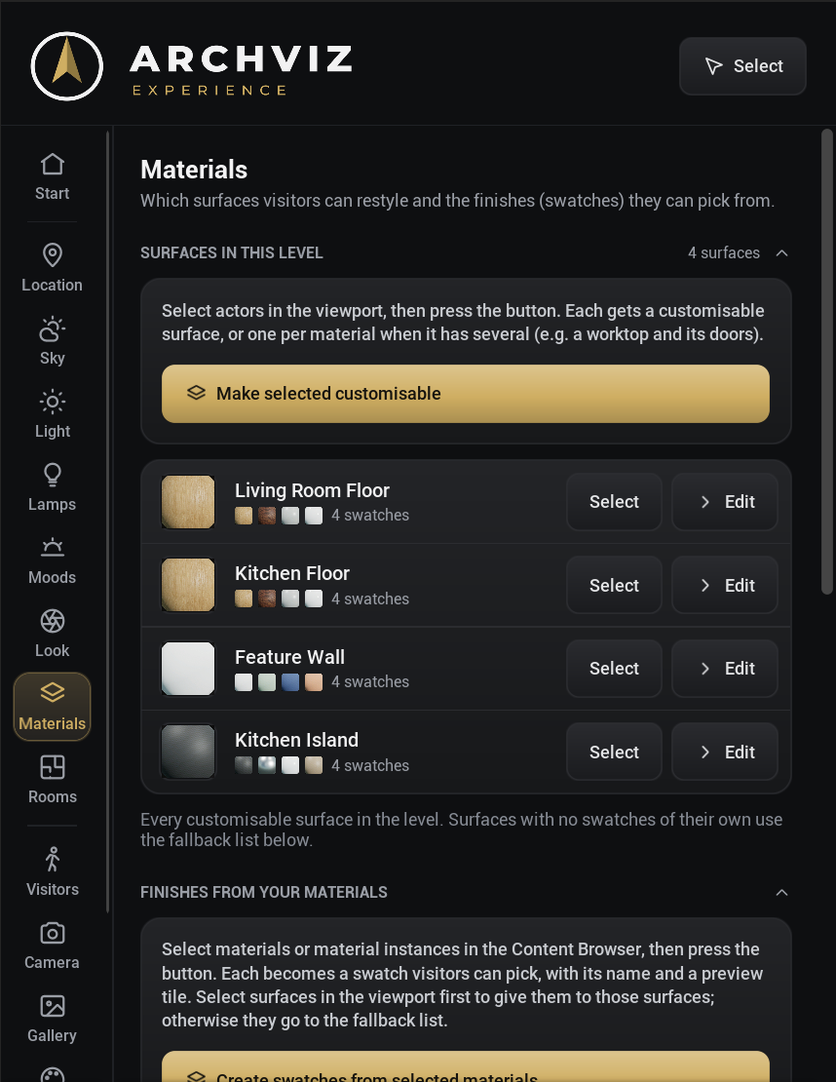 ARCHVIZ
EXPERIENCE
Select
Start
Location
Sky
Light
Lamps
Moods
Look
Materials
Rooms
Visitors
Camera
Gallery
Materials
Which surfaces visitors can restyle and the finishes (swatches) they can pick from.
SURFACES IN THIS LEVEL
4 surfaces
Select actors in the viewport, then press the button. Each gets a customisable
surface, or one per material when it has several (e.g. a worktop and its doors).
Make selected customisable
Living Room Floor
4 swatches
Select
Edit
Kitchen Floor
4 swatches
Select
Edit
Feature Wall
4 swatches
Select
Edit
Kitchen Island
4 swatches
Select
Edit
Every customisable surface in the level. Surfaces with no swatches of their own use
the fallback list below.
FINISHES FROM YOUR MATERIALS
Select materials or material instances in the Content Browser, then press the
button. Each becomes a swatch visitors can pick, with its name and a preview
tile. Select surfaces in the viewport first to give them to those surfaces;
otherwise they go to the fallback list.
Create swatches from selected materials